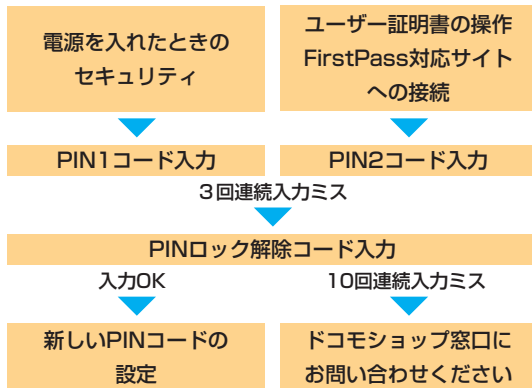 電源を入れたときの
セキュリティ
ユーザー証明書の操作
FirstPass対応サイト
への接続
PIN1コード入力
PIN2コード入力
3回連続入力ミス
PINロック解除コード入力
入力OK
10回連続入力ミス
新しいPINコードの
設定
ドコモショップ窓口に
お問い合わせください